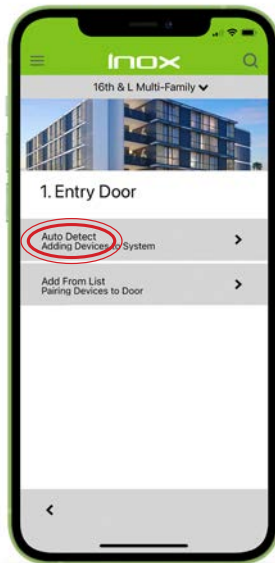 INOX
16th & L Multi-Family
1. Entry Door
Auto Detect
Adding Devices to System
Add From List
Pairing Devices to Door